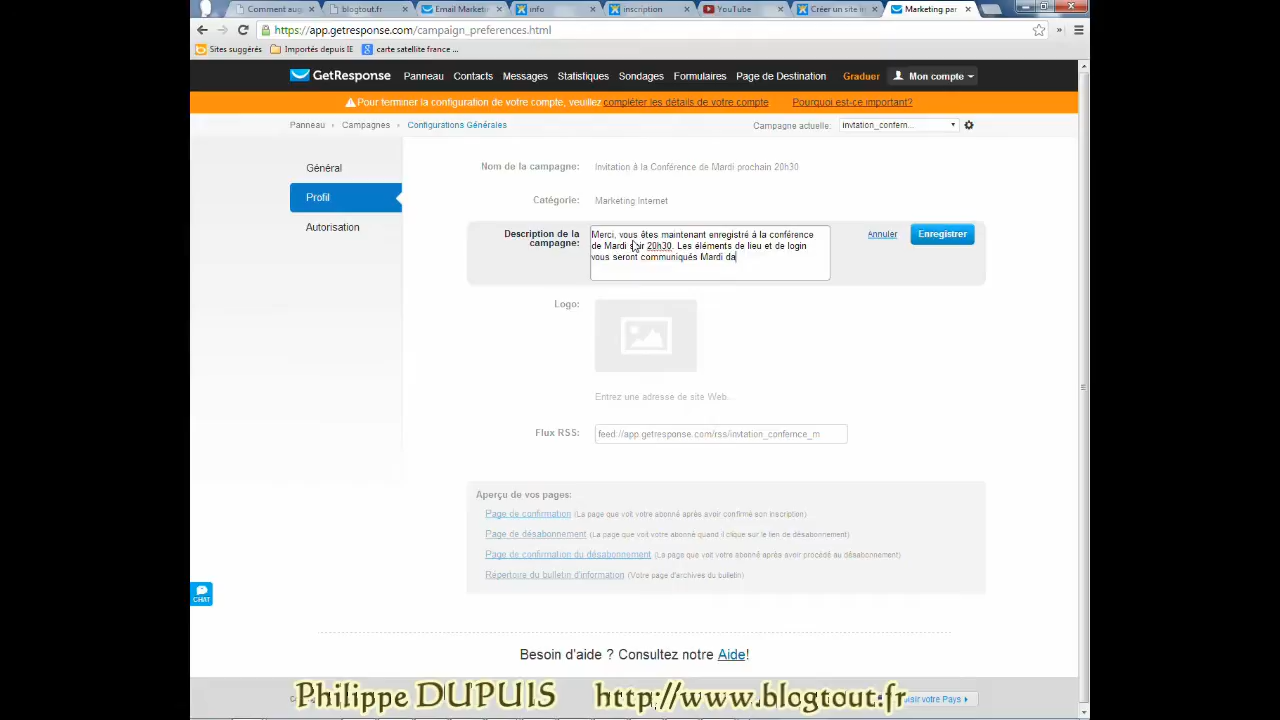 Comment aug
blogtout.fr
Email Marketi
info
inscription
YouTube
Créer un site in
Marketing par
https://app.getresponse.com/campaign_preferences.html
Sites suggérés
Importés depuis IE
carte satellite france ...
GetResponse
Panneau
Contacts
Messages
Statistiques
Sondages
Formulaires
Page de Destination
Graduer
Mon compte
Pour terminer la configuration de votre compte, veuillez compléter les détails de votre compte
Pourquoi est-ce important?
Panneau
Campagnes
Configurations Générales
Campagne actuelle:
invtation_confern...
Général
Profil
Autorisation
Nom de la campagne:
Invitation à la Conférence de Mardi prochain 20h30
Catégorie:
Marketing Internet
Description de la
campagne:
Merci, vous êtes maintenant enregistré à la conférence
de Mardi soir 20h30. Les éléments de lieu et de login
vous seront communiqués Mardi da
Annuler
Enregistrer
Logo:
Entrez une adresse de site Web..
Flux RSS:
feed://app.getresponse.com/rss/invtation_confernce_m
Aperçu de vos pages:
Page de confirmation (La page que voit votre abonné après avoir confirmé son inscription)
Page de désabonnement (La page que voit votre abonné quand il clique sur le lien de désabonnement)
Page de confirmation du désabonnement (La page que voit votre abonné après avoir procédé au désabonnement)
Répertoire du bulletin d'information (Votre page d'archives du bulletin)
CHAT
Besoin d'aide ? Consultez notre Aide!
Philippe DUPUIS http://www.blogtout.fr
votre Pays